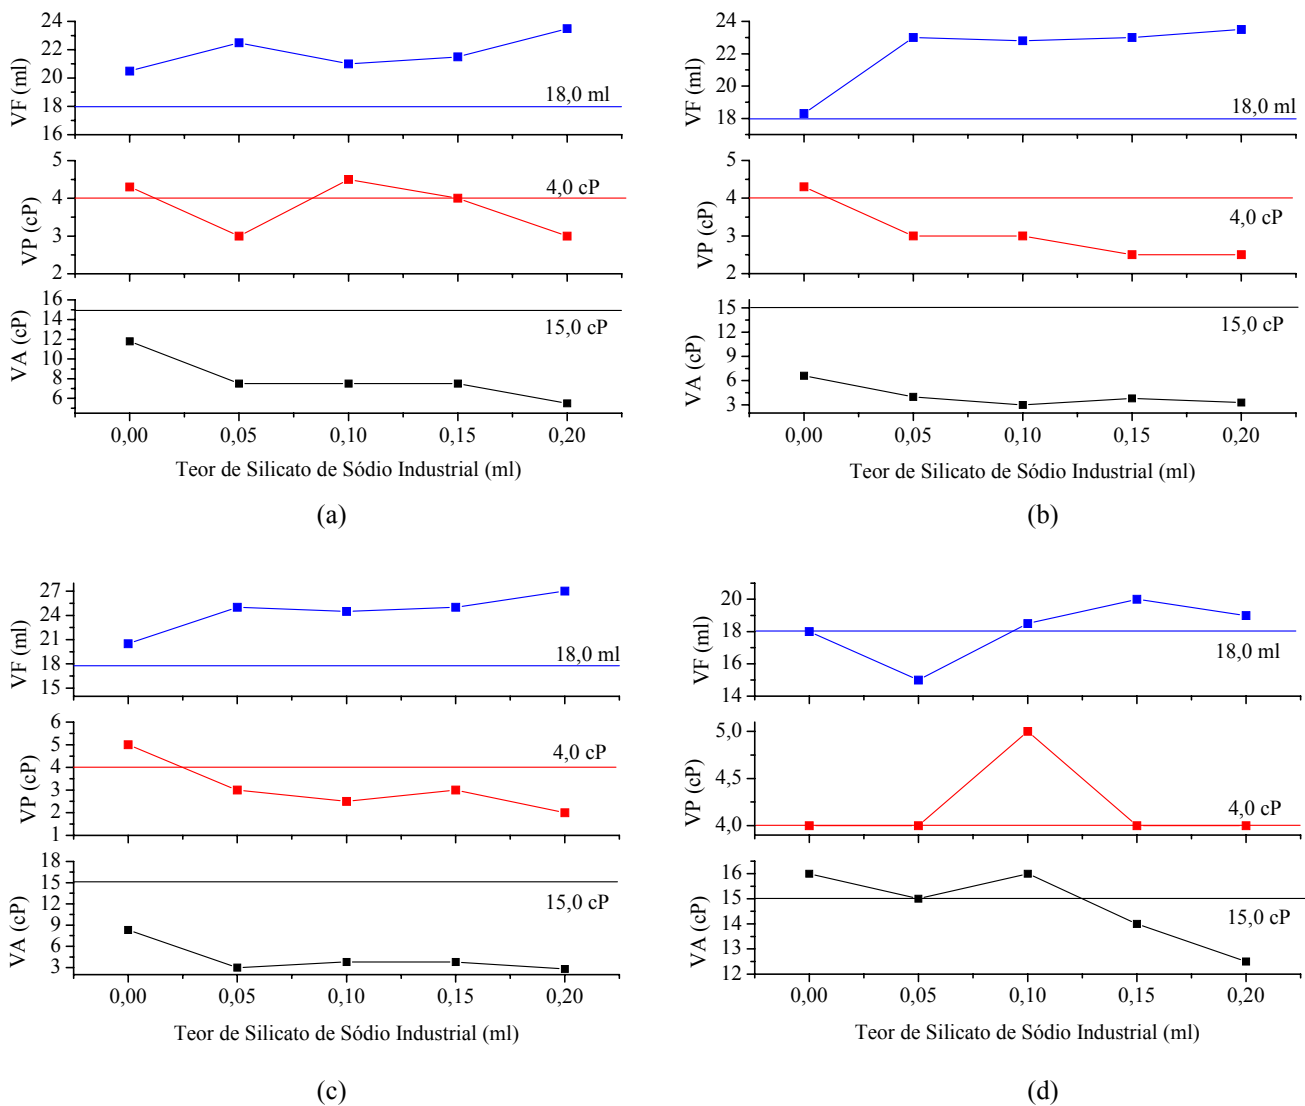 24
22
20
18
16
VF (ml)
18,0 ml
5
4
3
2
VP (cP)
4,0 cP
16
14
12
10
8
6
VA (cP)
15,0 cP
0,00 0,05 0,10 0,15 0,20
Teor de Silicato de Sódio Industrial (ml)
(a)
24
22
20
18
VF (ml)
18,0 ml
5
4
3
2
VP (cP)
4,0 cP
15
12
9
6
3
VA (cP)
15,0 cP
0,00 0,05 0,10 0,15 0,20
Teor de Silicato de Sódio Industrial (ml)
(b)
27
24
21
18
15
VF (ml)
18,0 ml
6
5
4
3
2
1
VP (cP)
4,0 cP
18
15
12
9
6
3
VA (cP)
15,0 cP
0,00 0,05 0,10 0,15 0,20
Teor de Silicato de Sódio Industrial (ml)
(c)
20
18
16
14
VF (ml)
18,0 ml
5,0
4,5
4,0
VP (cP)
4,0 cP
16
15
14
13
12
VA (cP)
15,0 cP
0,00 0,05 0,10 0,15 0,20
Teor de Silicato de Sódio Industrial (ml)
(d)